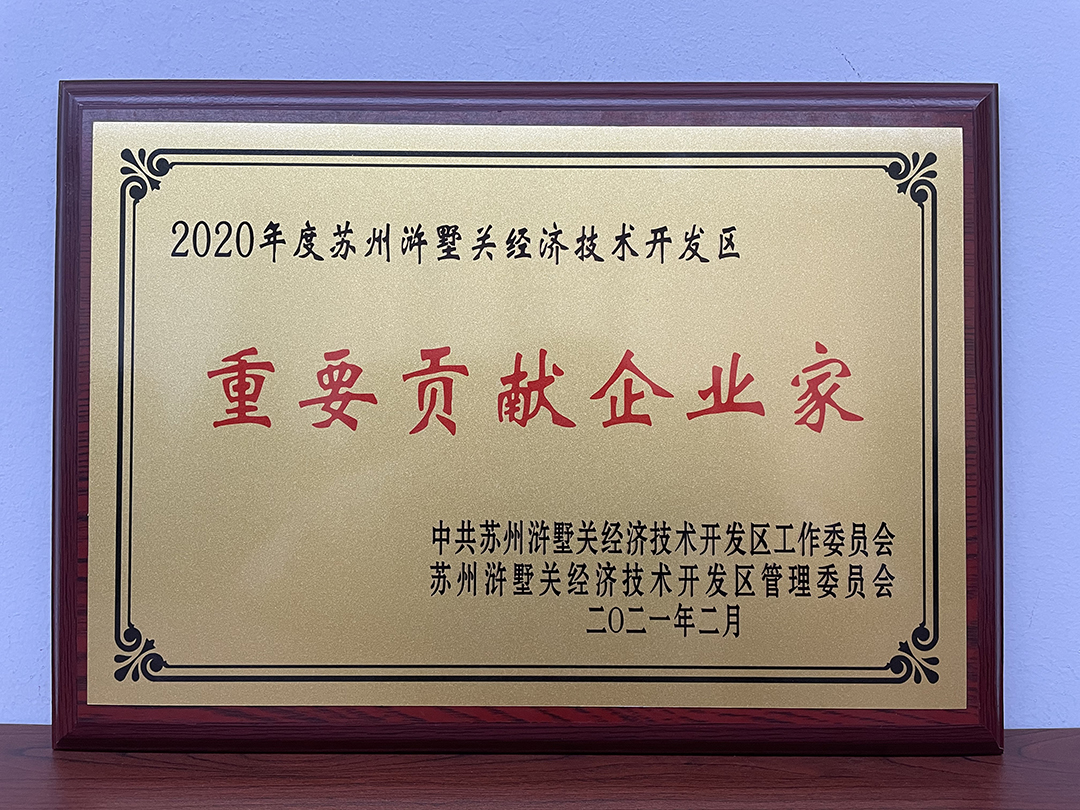 2020年度苏州浒墅关经济技术开发区
重要贡献企业家
中共苏州浒墅关经济技术开发区工作委员会
苏州浒墅关经济技术开发区管理委员会
二〇二一年二月